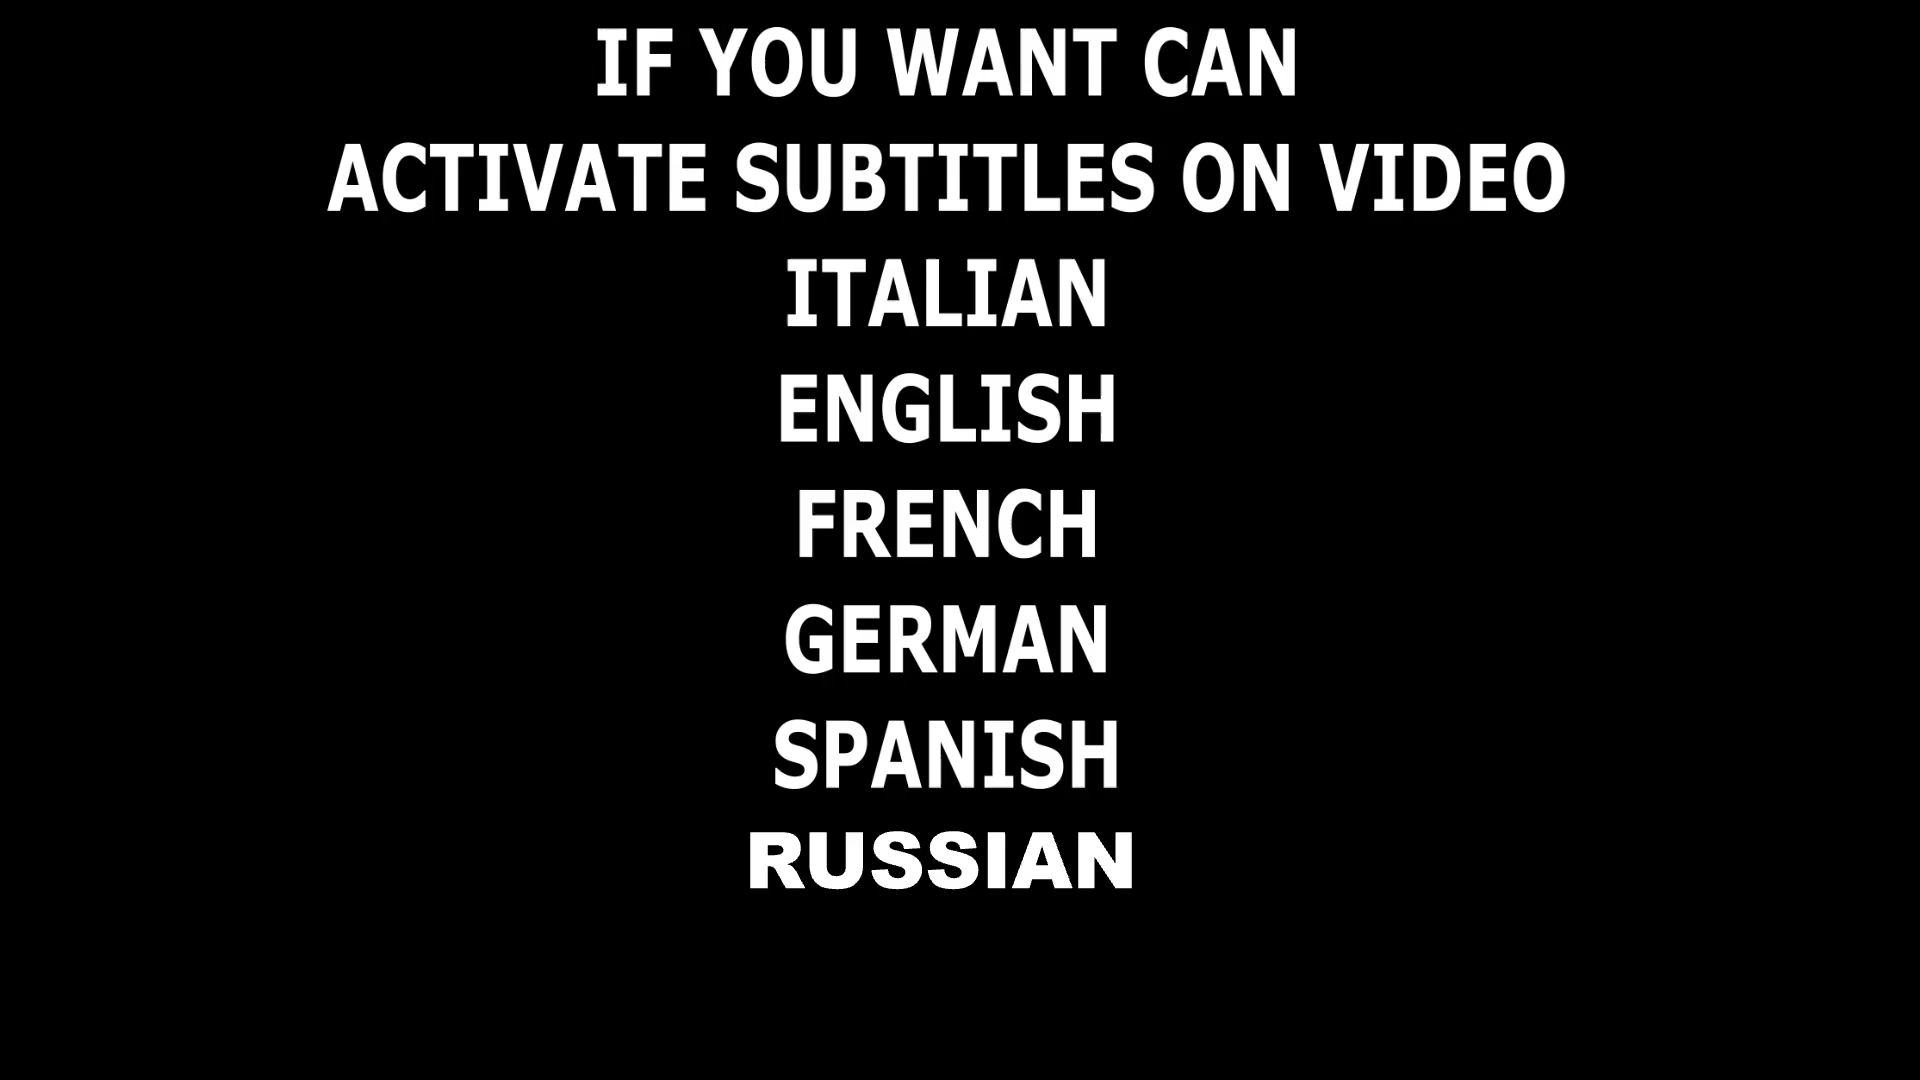 IF YOU WANT CAN
ACTIVATE SUBTITLES ON VIDEO
ITALIAN
ENGLISH
FRENCH
GERMAN
SPANISH
RUSSIAN